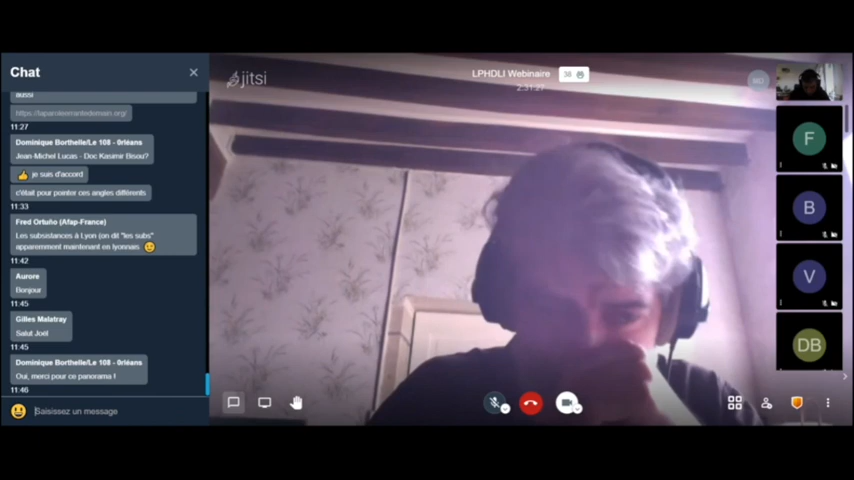 Chat
aussi
https://laparoleerrantedemain.org/
11:27
Dominique Borthelle/Le 108 - Orléans
Jean-Michel Lucas - Doc Kasimir Bisou?
je suis d'accord
c'était pour pointer ces angles différents
11:33
Fred Ortuño (Afap-France)
Les subsistances à Lyon (on dit "les subs"
apparemment maintenant en lyonnais
11:42
Aurore
Bonjour
11:45
Gilles Malatray
Salut Joël
11:45
Dominique Borthelle/Le 108 - Orléans
Oui, merci pour ce panorama !
11:46
Saisissez un message
jitsi
LPHDLI Webinaire
38
2:31:27
F
B
V
DB